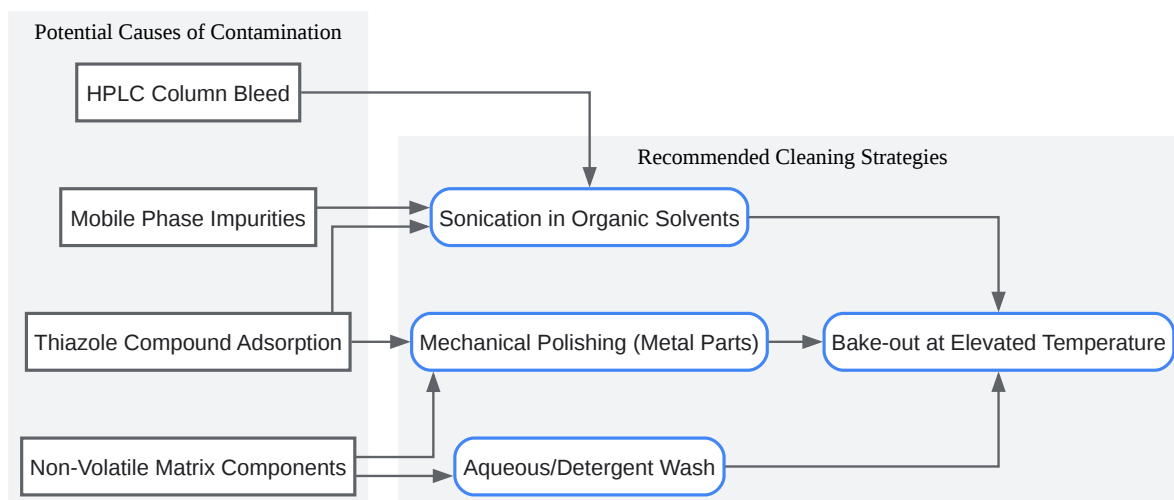 Potential Causes of Contamination
HPLC Column Bleed
Recommended Cleaning Strategies
Mobile Phase Impurities
Sonication in Organic Solvents
Thiazole Compound Adsorption
Mechanical Polishing (Metal Parts)
Bake-out at Elevated Temperature
Non-Volatile Matrix Components
Aqueous/Detergent Wash